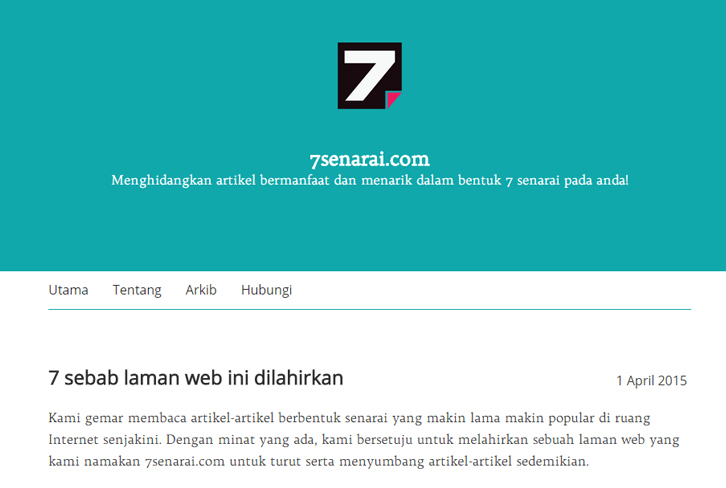 7
7senarai.com
Menghidangkan artikel bermanfaat dan menarik dalam bentuk 7 senarai pada anda!
Utama Tentang Arkib Hubungi
7 sebab laman web ini dilahirkan
1 April 2015
Kami gemar membaca artikel-artikel berbentuk senarai yang makin lama makin popular di ruang
Internet senjakini. Dengan minat yang ada, kami bersetuju untuk melahirkan sebuah laman web yang
kami namakan 7senarai.com untuk turut serta menyumbang artikel-artikel sedemikian.